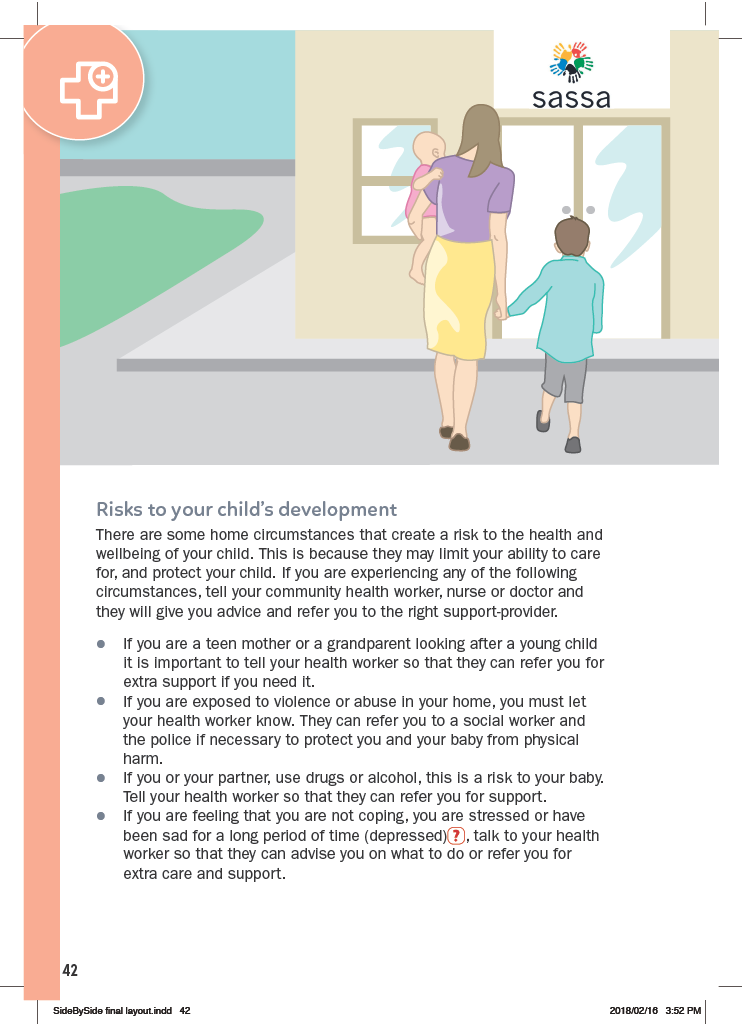 sassa
Risks to your child's development
There are some home circumstances that create a risk to the health and
wellbeing of your child. This is because they may limit your ability to care
for, and protect your child. If you are experiencing any of the following
circumstances, tell your community health worker, nurse or doctor and
they will give you advice and refer you to the right support-provider.
● If you are a teen mother or a grandparent looking after a young child
it is important to tell your health worker so that they can refer you for
extra support if you need it.
● If you are exposed to violence or abuse in your home, you must let
your health worker know. They can refer you to a social worker and
the police if necessary to protect you and your baby from physical
harm.
● If you or your partner, use drugs or alcohol, this is a risk to your baby.
Tell your health worker so that they can refer you for support.
● If you are feeling that you are not coping, you are stressed or have
been sad for a long period of time (depressed)?, talk to your health
worker so that they can advise you on what to do or refer you for
extra care and support.
42
SideBySide final layout.indd 42 2018/02/16 3:52 PM